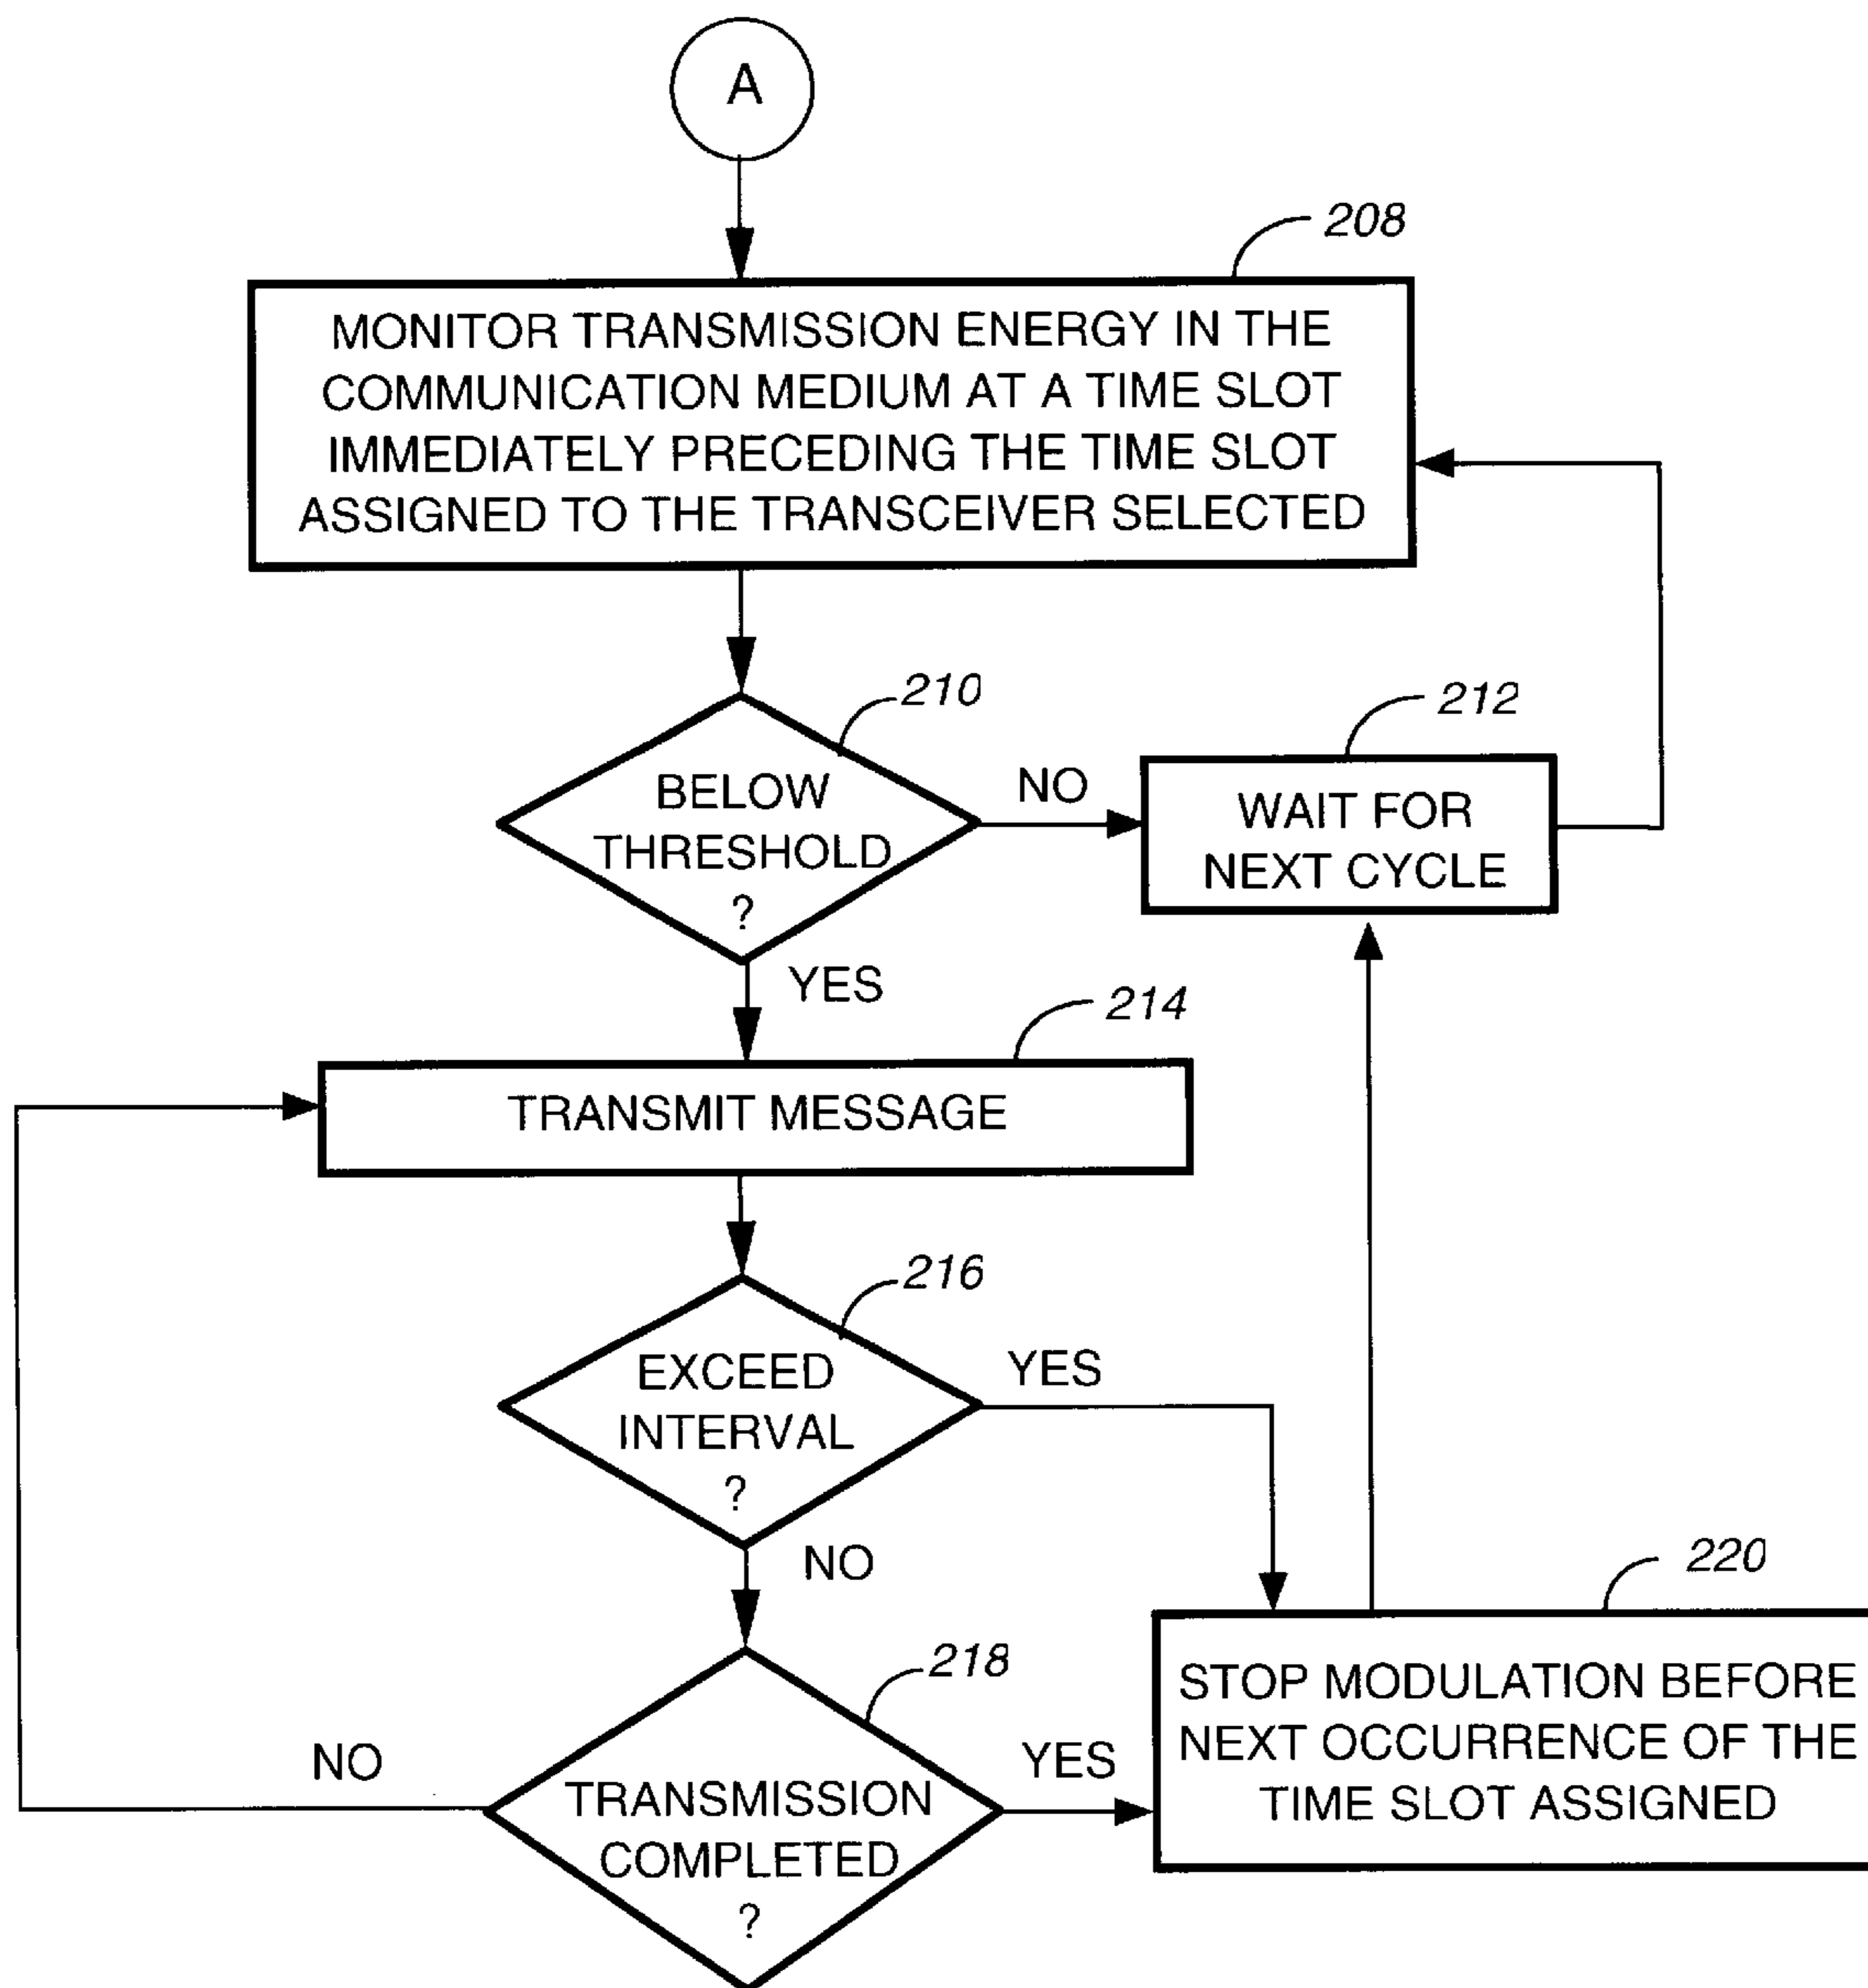 A
208
MONITOR TRANSMISSION ENERGY IN THE
COMMUNICATION MEDIUM AT A TIME SLOT
IMMEDIATELY PRECEDING THE TIME SLOT
ASSIGNED TO THE TRANSCEIVER SELECTED
210
BELOW
THRESHOLD
?
NO
212
WAIT FOR
NEXT CYCLE
YES
214
TRANSMIT MESSAGE
216
EXCEED
INTERVAL
?
YES
NO
218
TRANSMISSION
COMPLETED
?
NO
YES
220
STOP MODULATION BEFORE
NEXT OCCURRENCE OF THE
TIME SLOT ASSIGNED